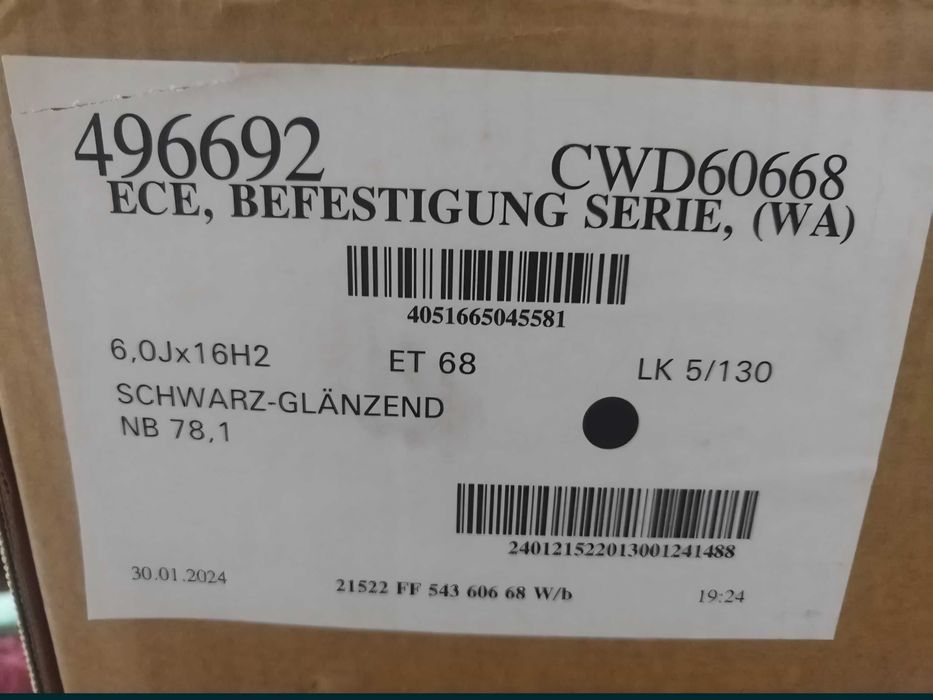 496692 CWD60668
ECE, BEFESTIGUNG SERIE, (WA)
4051665045581
6,0Jx16H2 ET 68 LK 5/130
SCHWARZ-GLÄNZEND
NB 78,1
2401215220013001241488
30.01.2024 21522 FF 543 606 68 W/b 19:24